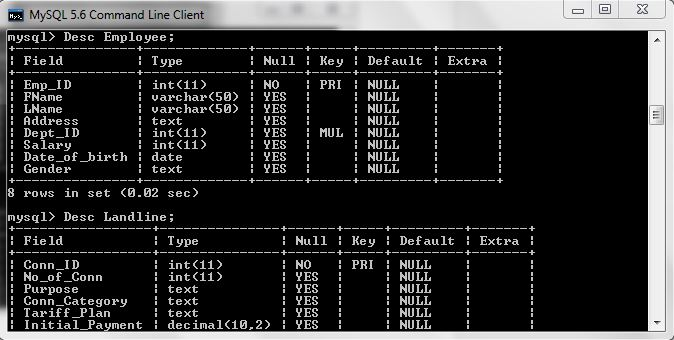 MySQL 5.6 Command Line Client
mysql> Desc Employee;
+---------------+-------------+------+-----+---------+-------+
| Field         | Type        | Null | Key | Default | Extra |
+---------------+-------------+------+-----+---------+-------+
| Emp_ID        | int(11)     | NO   | PRI | NULL    |       |
| FName         | varchar(50) | YES  |     | NULL    |       |
| LName         | varchar(50) | YES  |     | NULL    |       |
| Address       | text        | YES  |     | NULL    |       |
| Dept_ID       | int(11)     | YES  | MUL | NULL    |       |
| Salary        | int(11)     | YES  |     | NULL    |       |
| Date_of_birth | date        | YES  |     | NULL    |       |
| Gender        | text        | YES  |     | NULL    |       |
+---------------+-------------+------+-----+---------+-------+
8 rows in set (0.02 sec)
mysql> Desc Landline;
+-----------------+---------------+------+-----+---------+-------+
| Field           | Type          | Null | Key | Default | Extra |
+-----------------+---------------+------+-----+---------+-------+
| Conn_ID         | int(11)       | NO   | PRI | NULL    |       |
| No_of_Conn      | int(11)       | YES  |     | NULL    |       |
| Purpose         | text          | YES  |     | NULL    |       |
| Conn_Category   | text          | YES  |     | NULL    |       |
| Tariff_Plan     | text          | YES  |     | NULL    |       |
| Initial_Payment | decimal(10,2) | YES  |     | NULL    |       |